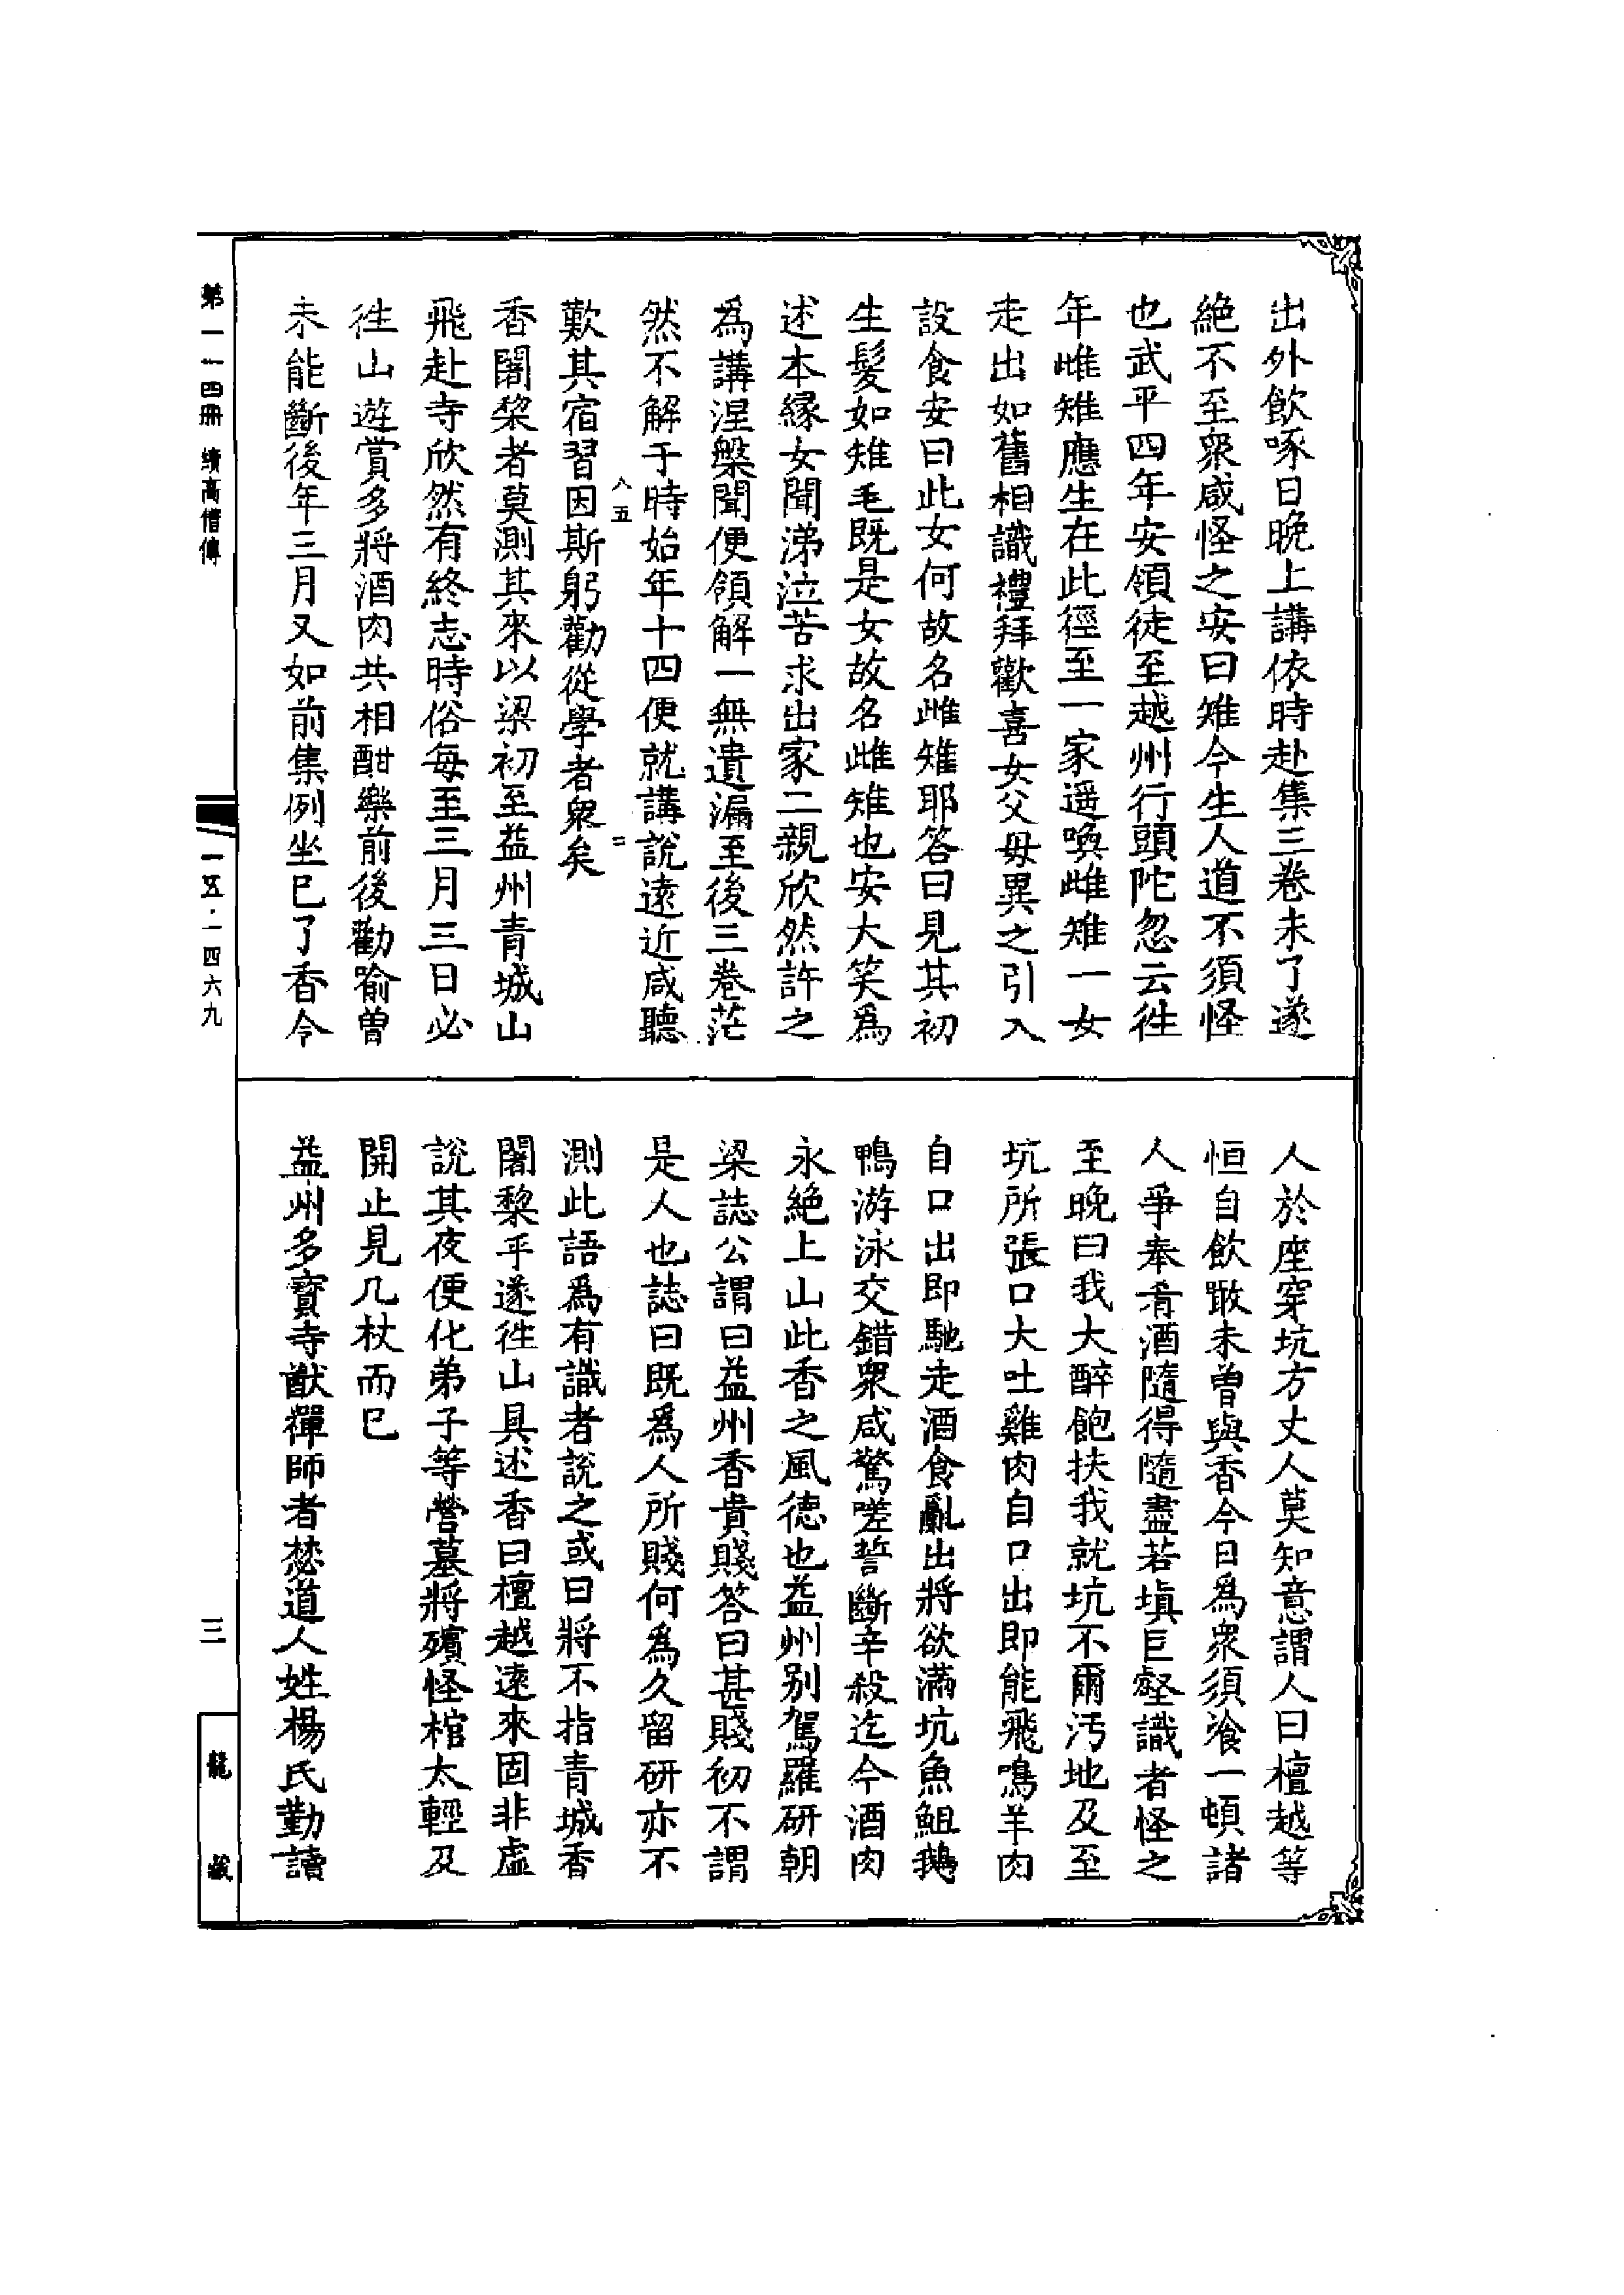 出外飲啄日晚上講依時赴集三卷未了遂
絕不至衆咸怪之安曰雉今生人道不須怪
也武平四年安領徒至越州行頭陀忽云往
年雌雉應生在此徑至一家遥喚雌雉一女
走出如舊相識禮拜歡喜女父母異之引入
設食安曰此女何故名雌雉耶答曰見其初
生髮如雉毛既是女故名雌雉也安大笑爲
述本縁女聞涕泣苦求出家二親欣然許之
為講涅槃聞便領解一無遺漏至後三卷茫
然不解于時始年十四便就講說遠近咸聽
八五
二
歎其宿習因斯躬勸從學者衆矣
香闍棃者莫測其來以梁初至益州青城山
飛赴寺欣然有終志時俗每至三月三日必
往山遊賞多將酒肉共相酣樂前後勸喻曾
未能斷後年三月又如前集例坐已了香令
人於座穿坑方丈人莫知意謂人曰檀越等
恒自飲噉未曾與香今日為衆須飡一頓諸
人爭奉肴酒隨得隨盡若塡巨壑識者怪之
至晚曰我大醉飽扶我就坑不爾汚地及至
坑所張口大吐雞肉自口出即能飛鳴羊肉
自口出即馳走酒食亂出將欲滿坑魚䱉鵝
鴨游泳交錯衆咸驚嗟誓斷辛殺迄今酒肉
永絕上山此香之風德也益州别駕羅研朝
梁誌公謂曰益州香貴賤答曰甚賤初不謂
是人也誌曰既爲人所賤何爲久留研亦不
測此語爲有識者說之或曰將不指青城香
闍棃乎遂往山具述香曰檀越遠來固非虛
說其夜便化弟子等營墓將殯怪棺太輕及
開止見几杖而已
益州多寳寺猷禪師者㮈道人姓楊氏勤讀
第一一四冊 續高僧傳
一一五·一四六九
三
龍藏